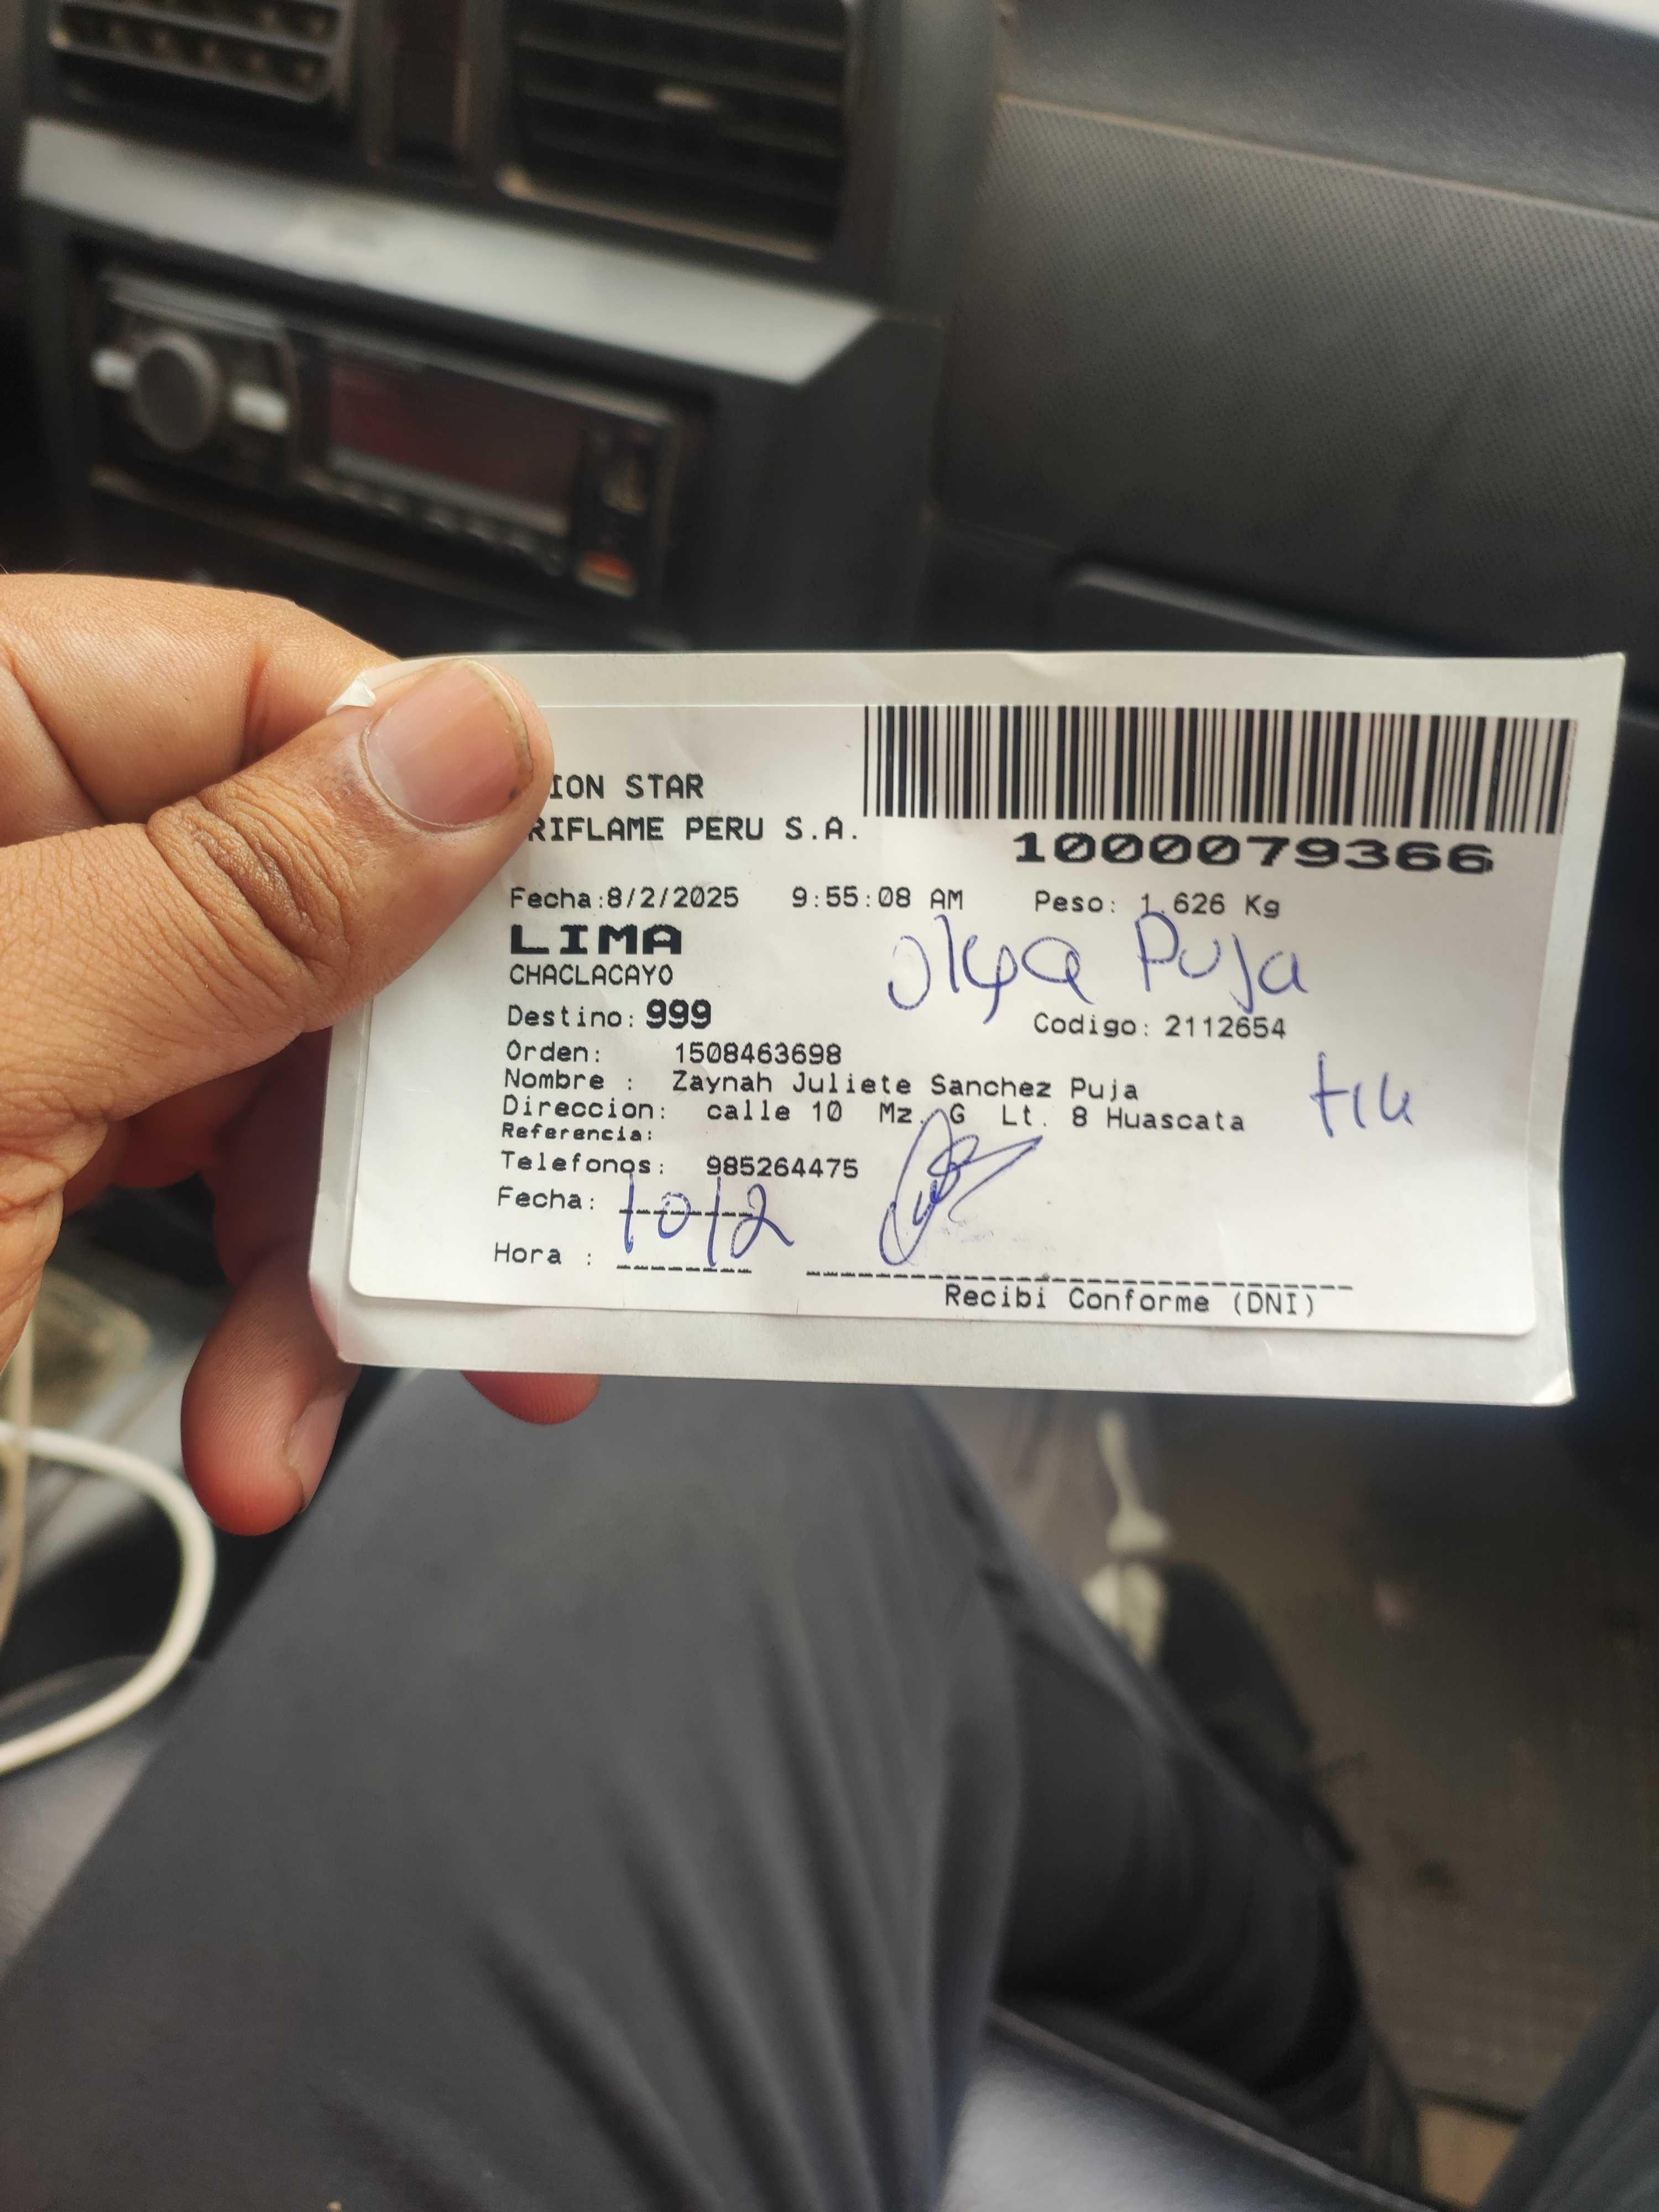 ION STAR
RIFLAME PERU S.A.
1000079366
Fecha:8/2/2025 9:55:08 AM Peso: 1.626 Kg
LIMA
CHACLACAYO
Olga Puja
Destino: 999 Codigo: 2112654
Orden: 1508463698
Nombre : Zaynah Juliete Sanchez Puja
Direccion: calle 10 Mz. G Lt. 8 Huascata
Referencia:
Telefonos: 985264475
Fecha: 10/2
Hora :
Recibi Conforme (DNI)